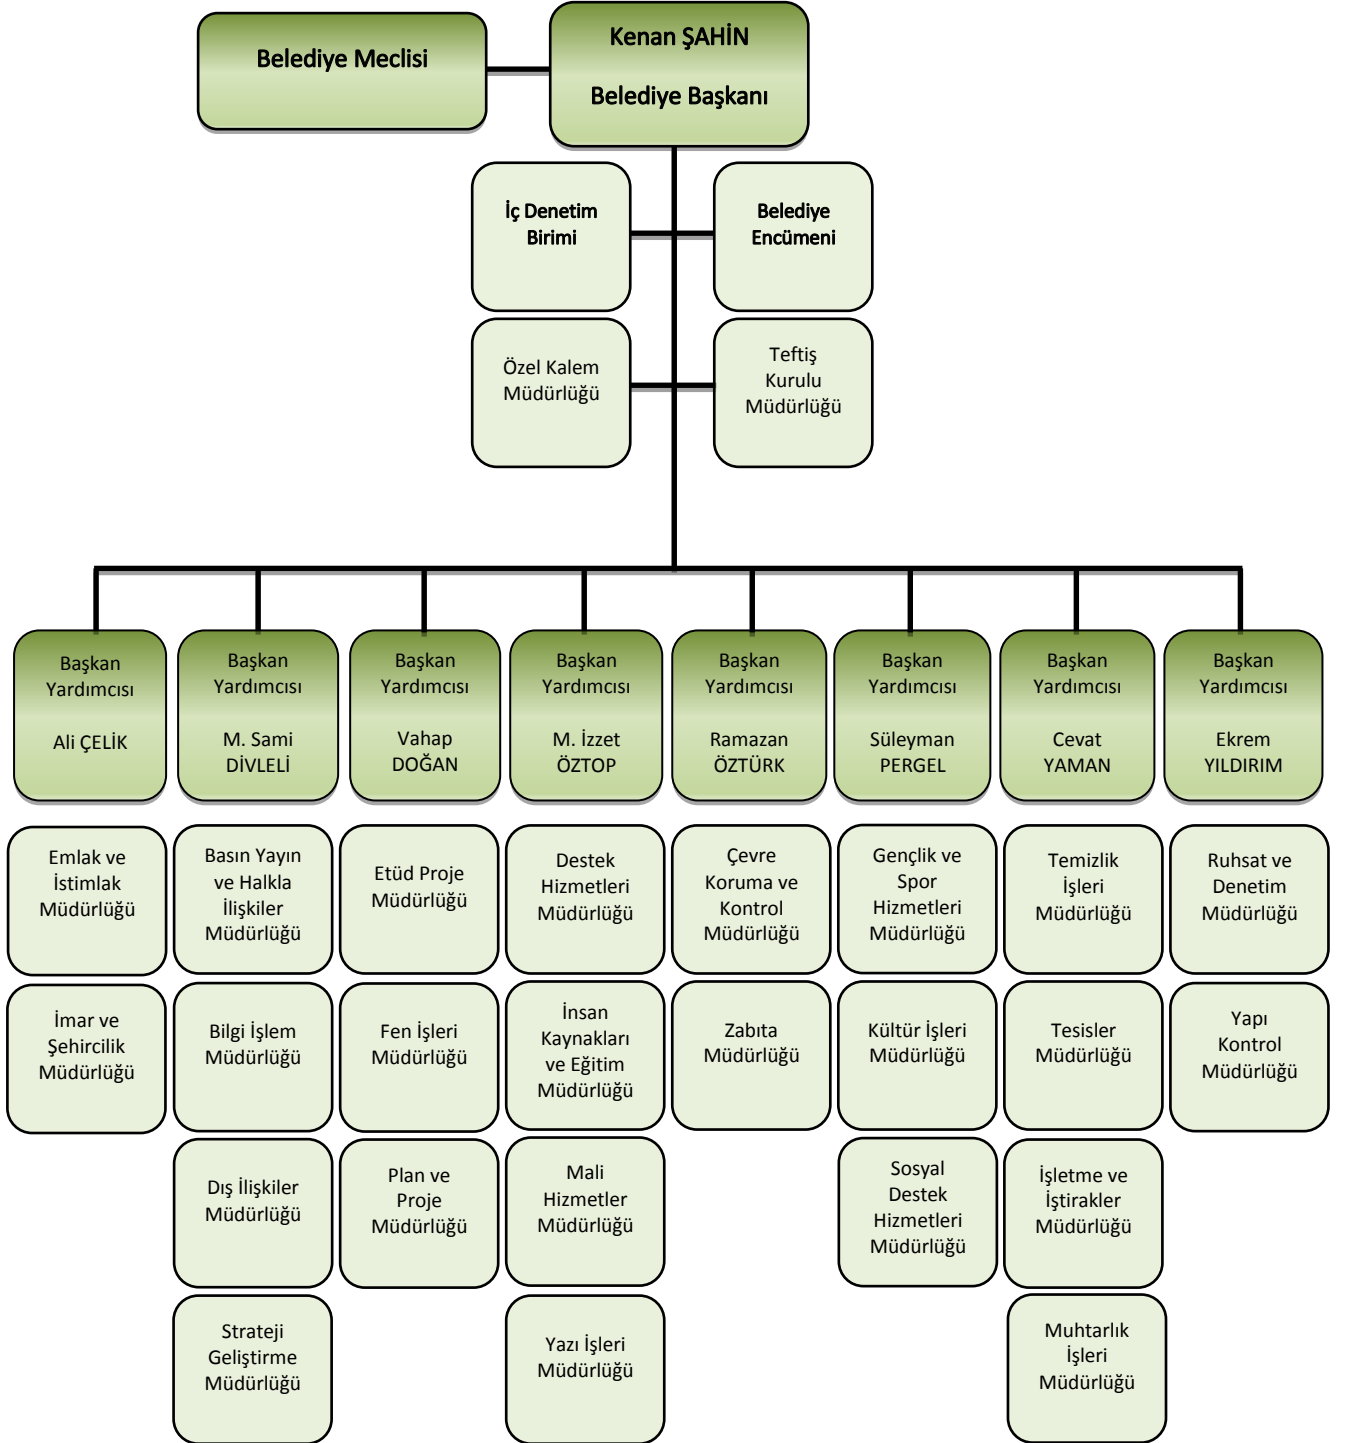 Belediye Meclisi
Kenan ŞAHİN
Belediye Başkanı
İç Denetim
Birimi
Belediye
Encümeni
Özel Kalem
Müdürlüğü
Teftiş
Kurulu
Müdürlüğü
Başkan
Yardımcısı
Ali ÇELİK
Başkan
Yardımcısı
M. Sami
DİVLELİ
Başkan
Yardımcısı
Vahap
DOĞAN
Başkan
Yardımcısı
M. İzzet
ÖZTOP
Başkan
Yardımcısı
Ramazan
ÖZTÜRK
Başkan
Yardımcısı
Süleyman
PERGEL
Başkan
Yardımcısı
Cevat
YAMAN
Başkan
Yardımcısı
Ekrem
YILDIRIM
Emlak ve
İstimlak
Müdürlüğü
Basın Yayın
ve Halkla
İlişkiler
Müdürlüğü
Etüd Proje
Müdürlüğü
Destek
Hizmetleri
Müdürlüğü
Çevre
Koruma ve
Kontrol
Müdürlüğü
Gençlik ve
Spor
Hizmetleri
Müdürlüğü
Temizlik
İşleri
Müdürlüğü
Ruhsat ve
Denetim
Müdürlüğü
İmar ve
Şehircilik
Müdürlüğü
Bilgi İşlem
Müdürlüğü
Fen İşleri
Müdürlüğü
İnsan
Kaynakları
ve Eğitim
Müdürlüğü
Zabıta
Müdürlüğü
Kültür İşleri
Müdürlüğü
Tesisler
Müdürlüğü
Yapı
Kontrol
Müdürlüğü
Dış İlişkiler
Müdürlüğü
Plan ve
Proje
Müdürlüğü
Mali
Hizmetler
Müdürlüğü
Sosyal
Destek
Hizmetleri
Müdürlüğü
İşletme ve
İştirakler
Müdürlüğü
Strateji
Geliştirme
Müdürlüğü
Yazı İşleri
Müdürlüğü
Muhtarlık
İşleri
Müdürlüğü